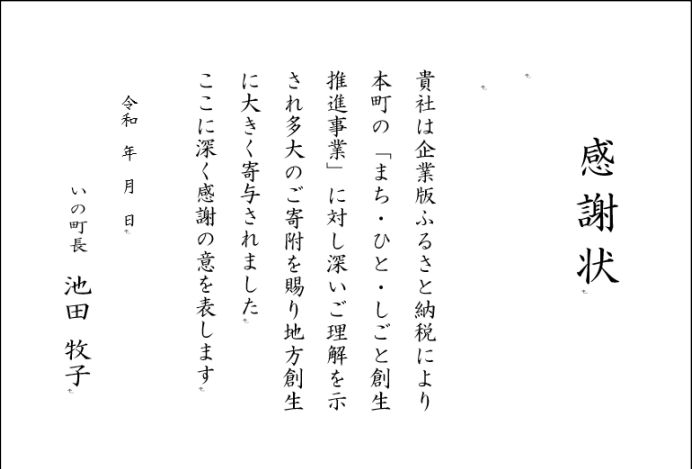 感謝状
貴社は企業版ふるさと納税により
本町の「まち・ひと・しごと創生
推進事業」に対し深いご理解を示
され多大のご寄附を賜り地方創生
に大きく寄与されました
ここに深く感謝の意を表します
令和　年　月　日
いの町長　池田　牧子